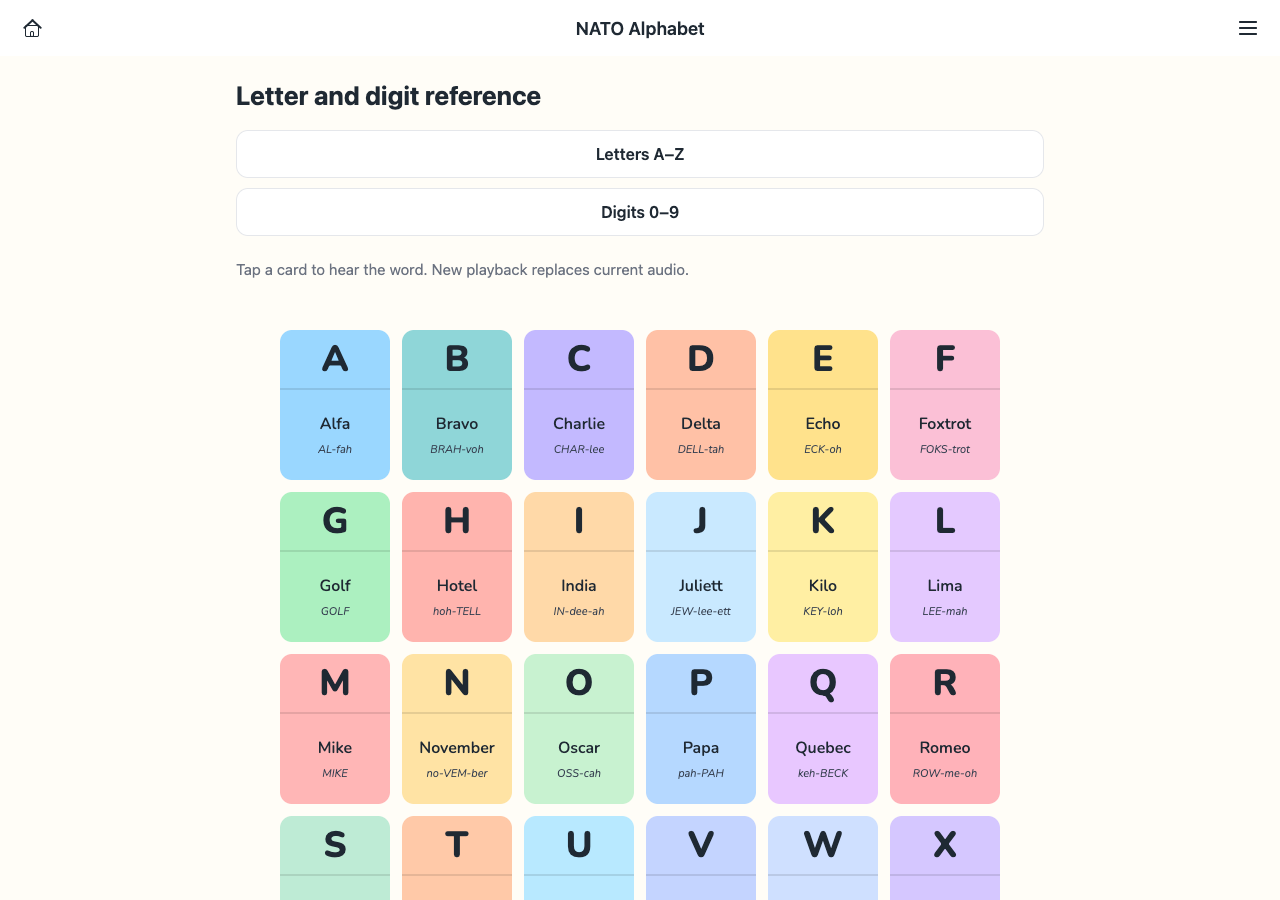 NATO Alphabet
Letter and digit reference
Letters A–Z
Digits 0–9
Tap a card to hear the word. New playback replaces current audio.
A B C D E F
Alfa Bravo Charlie Delta Echo Foxtrot
AL-fah BRAH-voh CHAR-lee DELL-tah ECK-oh FOKS-trot
G H I J K L
Golf Hotel India Juliett Kilo Lima
GOLF hoh-TELL IN-dee-ah JEW-lee-ett KEY-loh LEE-mah
M N O P Q R
Mike November Oscar Papa Quebec Romeo
MIKE no-VEM-ber OSS-cah pah-PAH keh-BECK ROW-me-oh
S T U V W X